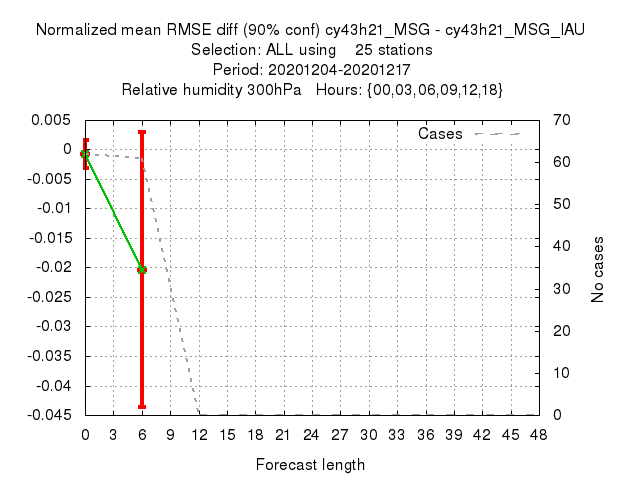 Normalized mean RMSE diff (90% conf) cy43h21_MSG - cy43h21_MSG_IAU
Selection: ALL using    25 stations
Period: 20201204-20201217
Relative humidity 300hPa   Hours: {00,03,06,09,12,18}
Cases
0.005
0
-0.005
-0.01
-0.015
-0.02
-0.025
-0.03
-0.035
-0.04
-0.045
70
60
50
40
30
20
10
0
No cases
0 3 6 9 12 15 18 21 24 27 30 33 36 39 42 45 48
Forecast length